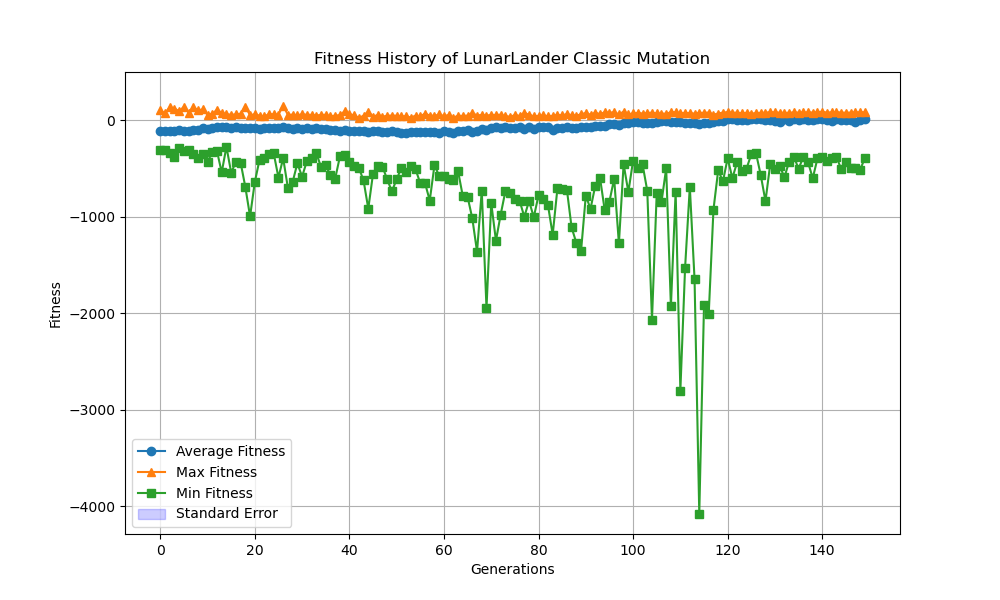 Fitness History of LunarLander Classic Mutation
0
−1000
−2000
−3000
−4000
Fitness
Average Fitness
Max Fitness
Min Fitness
Standard Error
0 20 40 60 80 100 120 140
Generations